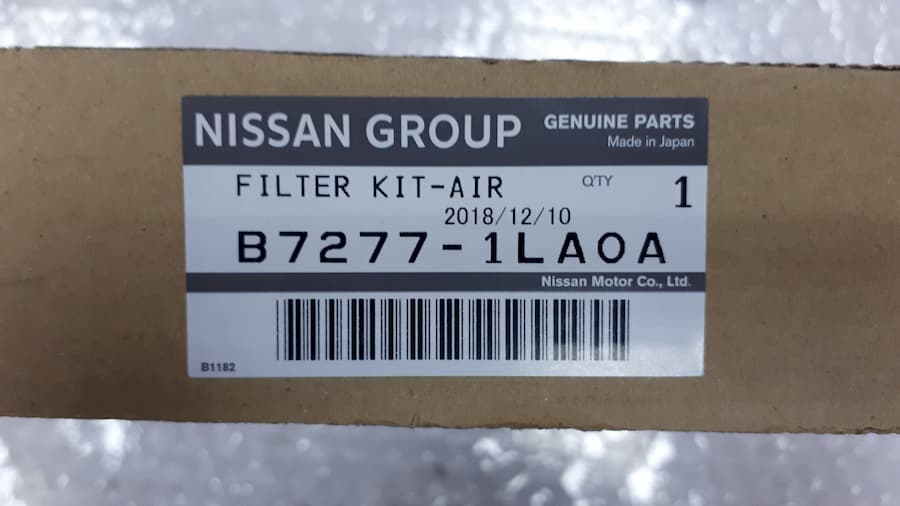 NISSAN GROUP GENUINE PARTS
Made in Japan
FILTER KIT-AIR Q'TY 1
2018/12/10
B7277-1LA0A
Nissan Motor Co., Ltd.
B1182